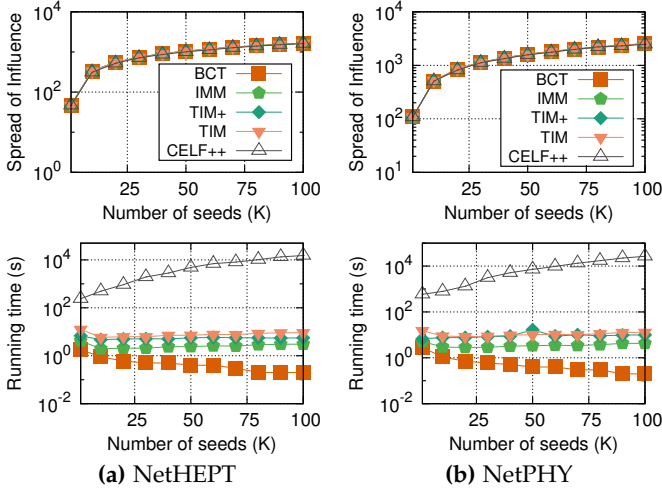 Spread of Influence
10^4
10^2
10^0
BCT
IMM
TIM+
TIM
CELF++
25 50 75 100
Number of seeds (K)
Spread of Influence
10^4
10^3
10^2
10^1
BCT
IMM
TIM+
TIM
CELF++
25 50 75 100
Number of seeds (K)
Running time (s)
10^4
10^2
10^0
10^-2
25 50 75 100
Number of seeds (K)
(a) NetHEPT
Running time (s)
10^4
10^2
10^0
10^-2
25 50 75 100
Number of seeds (K)
(b) NetPHY